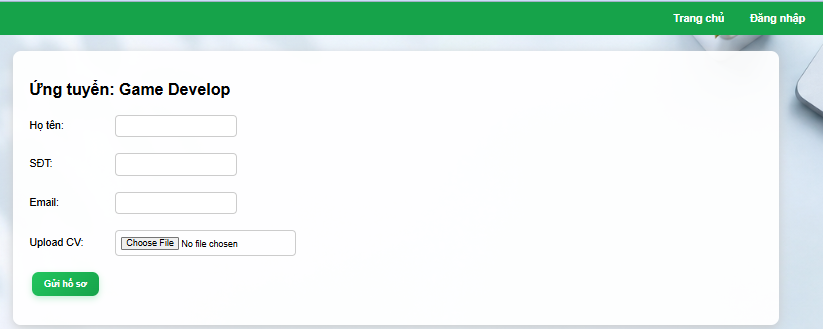 Trang chủ Đăng nhập
Ứng tuyển: Game Develop
Họ tên:
SĐT:
Email:
Upload CV: Choose File No file chosen
Gửi hồ sơ